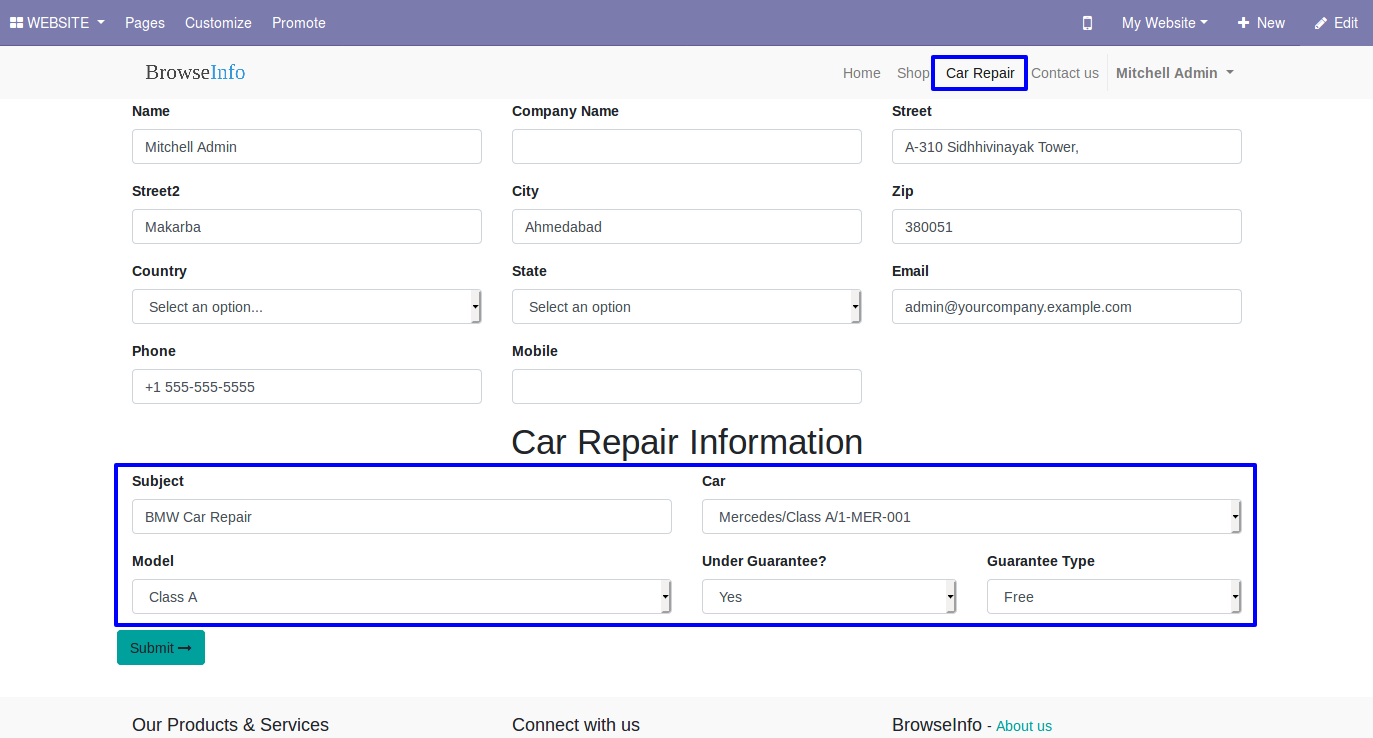 WEBSITE Pages Customize Promote My Website New Edit
BrowseInfo Home Shop Car Repair Contact us Mitchell Admin
Name Company Name Street
Mitchell Admin A-310 Sidhhivinayak Tower,
Street2 City Zip
Makarba Ahmedabad 380051
Country State Email
Select an option... Select an option admin@yourcompany.example.com
Phone Mobile
+1 555-555-5555
Car Repair Information
Subject Car
BMW Car Repair Mercedes/Class A/1-MER-001
Model Under Guarantee? Guarantee Type
Class A Yes Free
Submit
Our Products & Services Connect with us BrowseInfo - About us